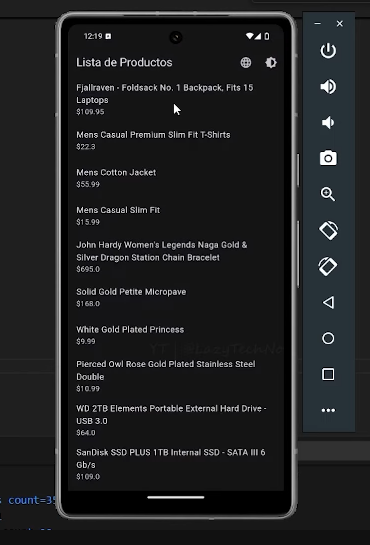 12:19
Lista de Productos
Fjallraven - Foldsack No. 1 Backpack, Fits 15
Laptops
$109.95
Mens Casual Premium Slim Fit T-Shirts
$22.3
Mens Cotton Jacket
$55.99
Mens Casual Slim Fit
$15.99
John Hardy Women's Legends Naga Gold &
Silver Dragon Station Chain Bracelet
$695.0
Solid Gold Petite Micropave
$168.0
White Gold Plated Princess
$9.99
Pierced Owl Rose Gold Plated Stainless Steel
Double
$10.99
WD 2TB Elements Portable External Hard Drive -
USB 3.0
$64.0
SanDisk SSD PLUS 1TB Internal SSD - SATA III 6
Gb/s
$109.0